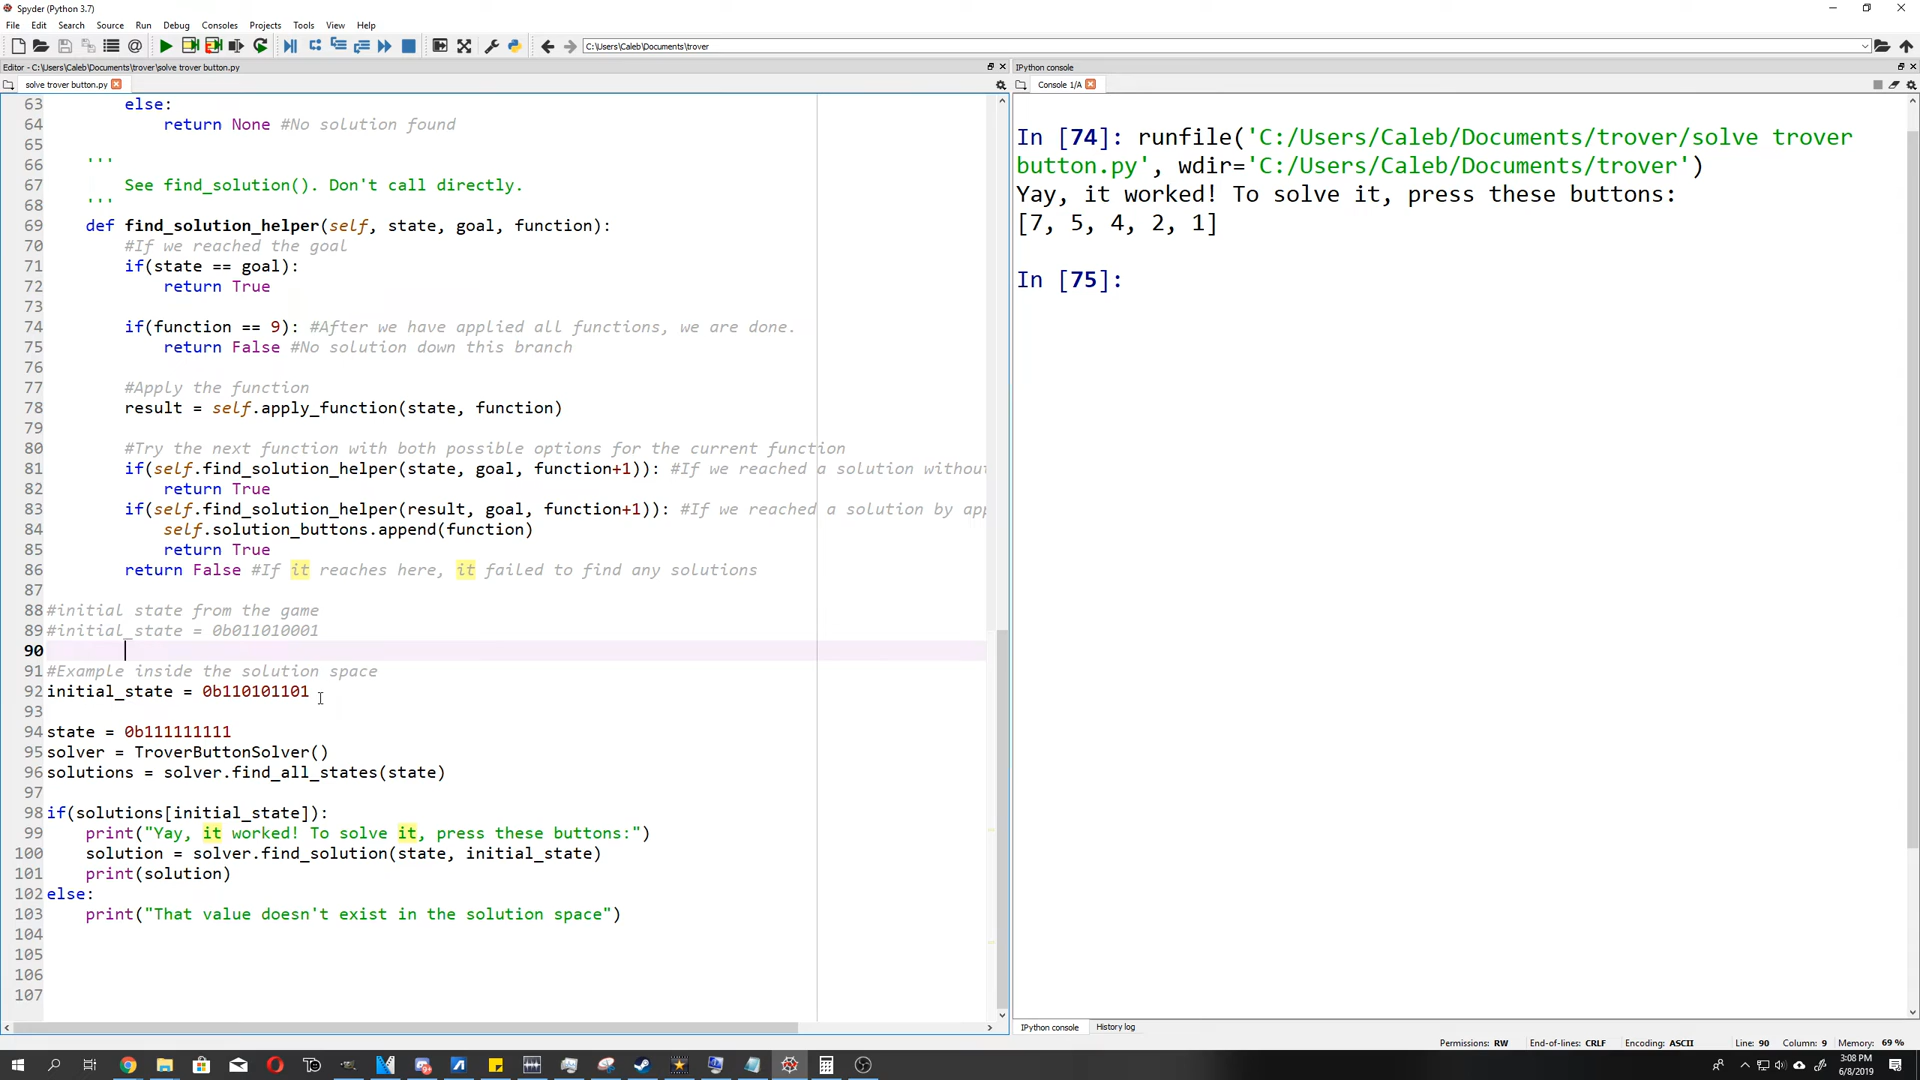 Spyder (Python 3.7)
File Edit Search Source Run Debug Consoles Projects Tools View Help
C:\Users\Caleb\Documents\trover
Editor - C:\Users\Caleb\Documents\trover\solve trover button.py
solve trover button.py
63 else:
64 return None #No solution found
65
66 '''
67 See find_solution(). Don't call directly.
68 '''
69 def find_solution_helper(self, state, goal, function):
70 #If we reached the goal
71 if(state == goal):
72 return True
73
74 if(function == 9): #After we have applied all functions, we are done.
75 return False #No solution down this branch
76
77 #Apply the function
78 result = self.apply_function(state, function)
79
80 #Try the next function with both possible options for the current function
81 if(self.find_solution_helper(state, goal, function+1)): #If we reached a solution without
82 return True
83 if(self.find_solution_helper(result, goal, function+1)): #If we reached a solution by app
84 self.solution_buttons.append(function)
85 return True
86 return False #If it reaches here, it failed to find any solutions
87
88 #initial state from the game
89 #initial_state = 0b011010001
90
91 #Example inside the solution space
92 initial_state = 0b110101101
93
94 state = 0b111111111
95 solver = TroverButtonSolver()
96 solutions = solver.find_all_states(state)
97
98 if(solutions[initial_state]):
99 print("Yay, it worked! To solve it, press these buttons:")
100 solution = solver.find_solution(state, initial_state)
101 print(solution)
102 else:
103 print("That value doesn't exist in the solution space")
104
105
106
107
IPython console
Console 1/A
In [74]: runfile('C:/Users/Caleb/Documents/trover/solve trover
button.py', wdir='C:/Users/Caleb/Documents/trover')
Yay, it worked! To solve it, press these buttons:
[7, 5, 4, 2, 1]
In [75]:
IPython console History log
Permissions: RW End-of-lines: CRLF Encoding: ASCII Line: 90 Column: 9 Memory: 69 %
3:08 PM
6/8/2019